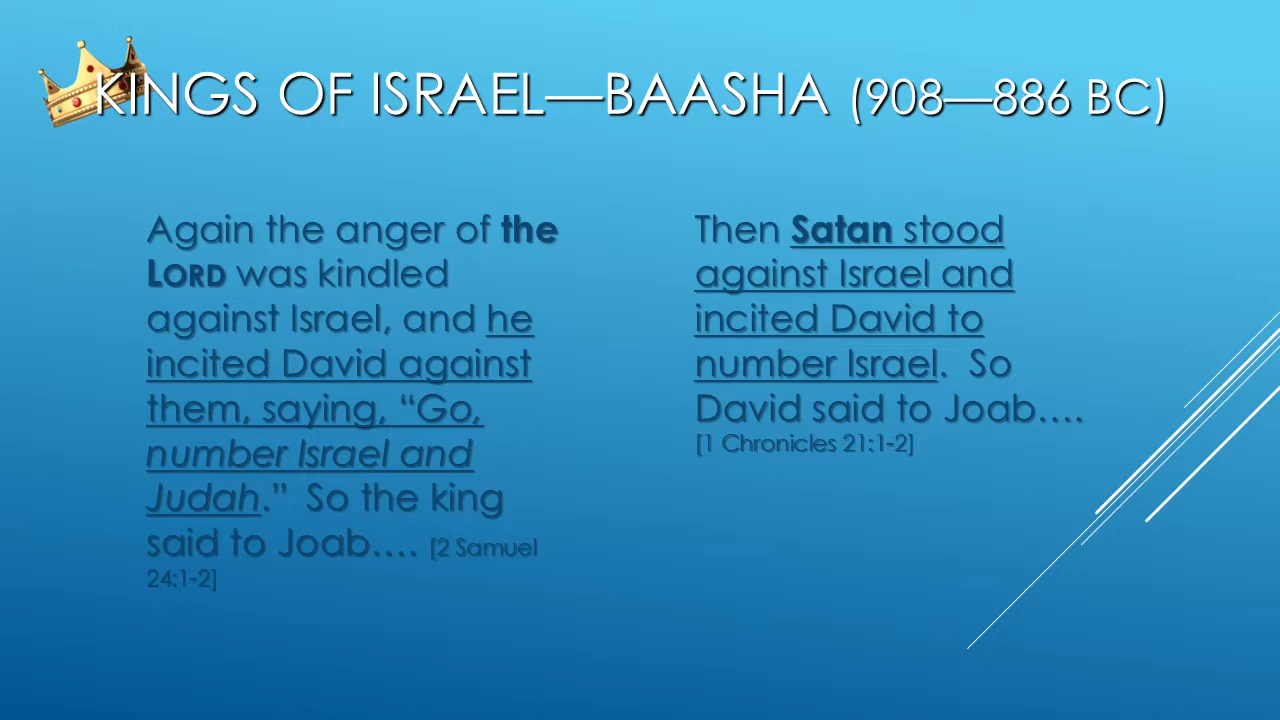 KINGS OF ISRAEL—BAASHA (908—886 BC)
Again the anger of the
LORD was kindled
against Israel, and he
incited David against
them, saying, “Go,
number Israel and
Judah.”  So the king
said to Joab…. [2 Samuel
24:1-2]
Then Satan stood
against Israel and
incited David to
number Israel.  So
David said to Joab….
[1 Chronicles 21:1-2]